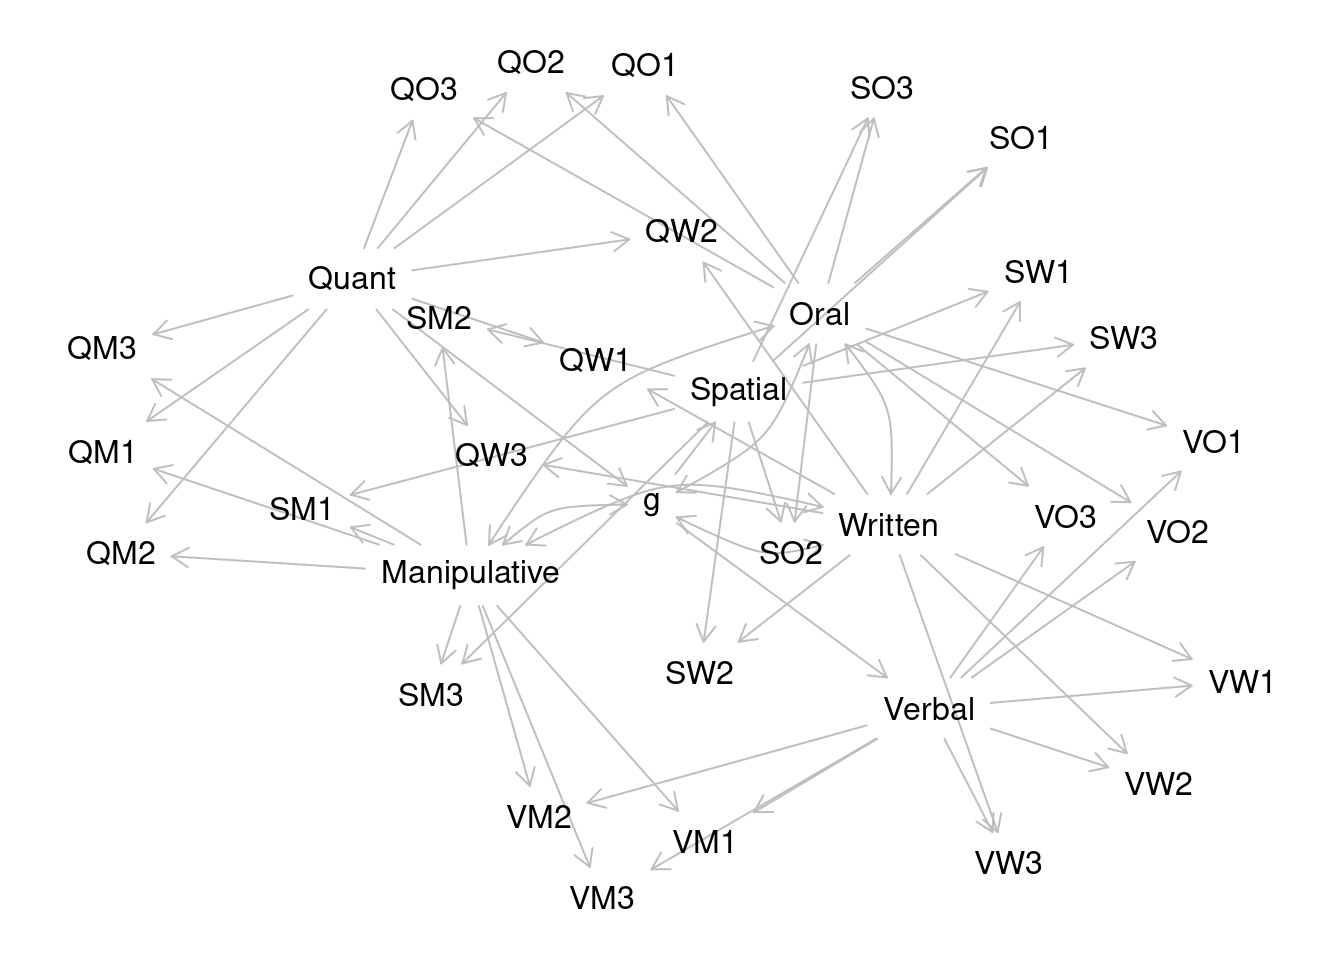 QO2
QO1
QO3
SO3
SO1
QW2
SW1
Quant
Oral
SM2
SW3
QM3
QW1
Spatial
VO1
QM1
QW3
g
SM1
VO3
Written
VO2
QM2
SO2
Manipulative
SW2
VW1
SM3
Verbal
VW2
VM2
VM1
VW3
VM3